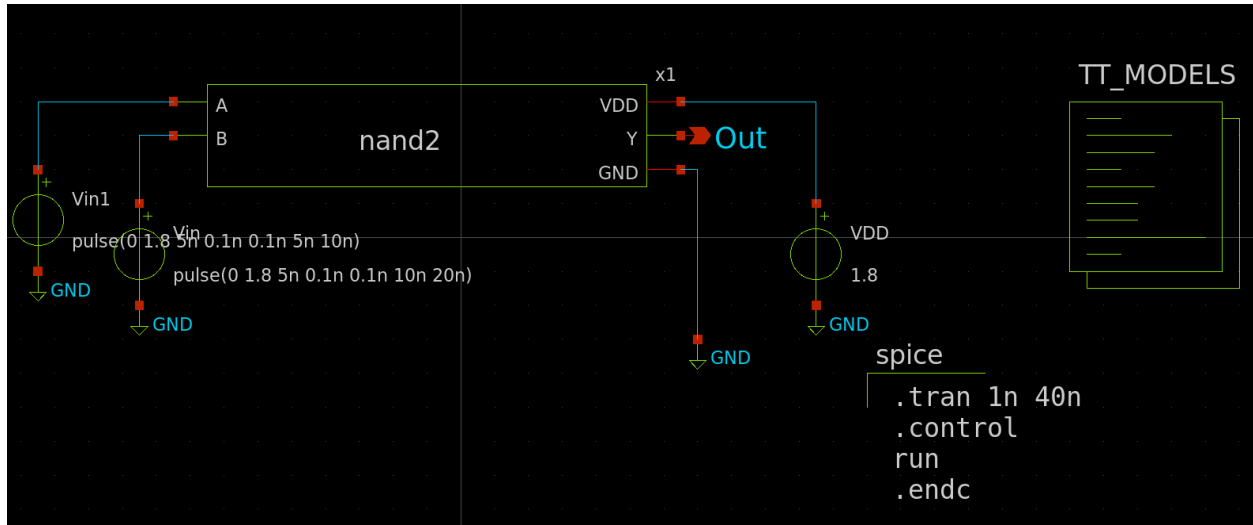 x1
TT_MODELS
A
VDD
B
nand2
Y
Out
GND
Vin1
pulse(0 1.8 5n 0.1n 0.1n 5n 10n)
Vin
pulse(0 1.8 5n 0.1n 0.1n 10n 20n)
VDD
1.8
GND
GND
GND
GND
spice
.tran 1n 40n
.control
run
.endc